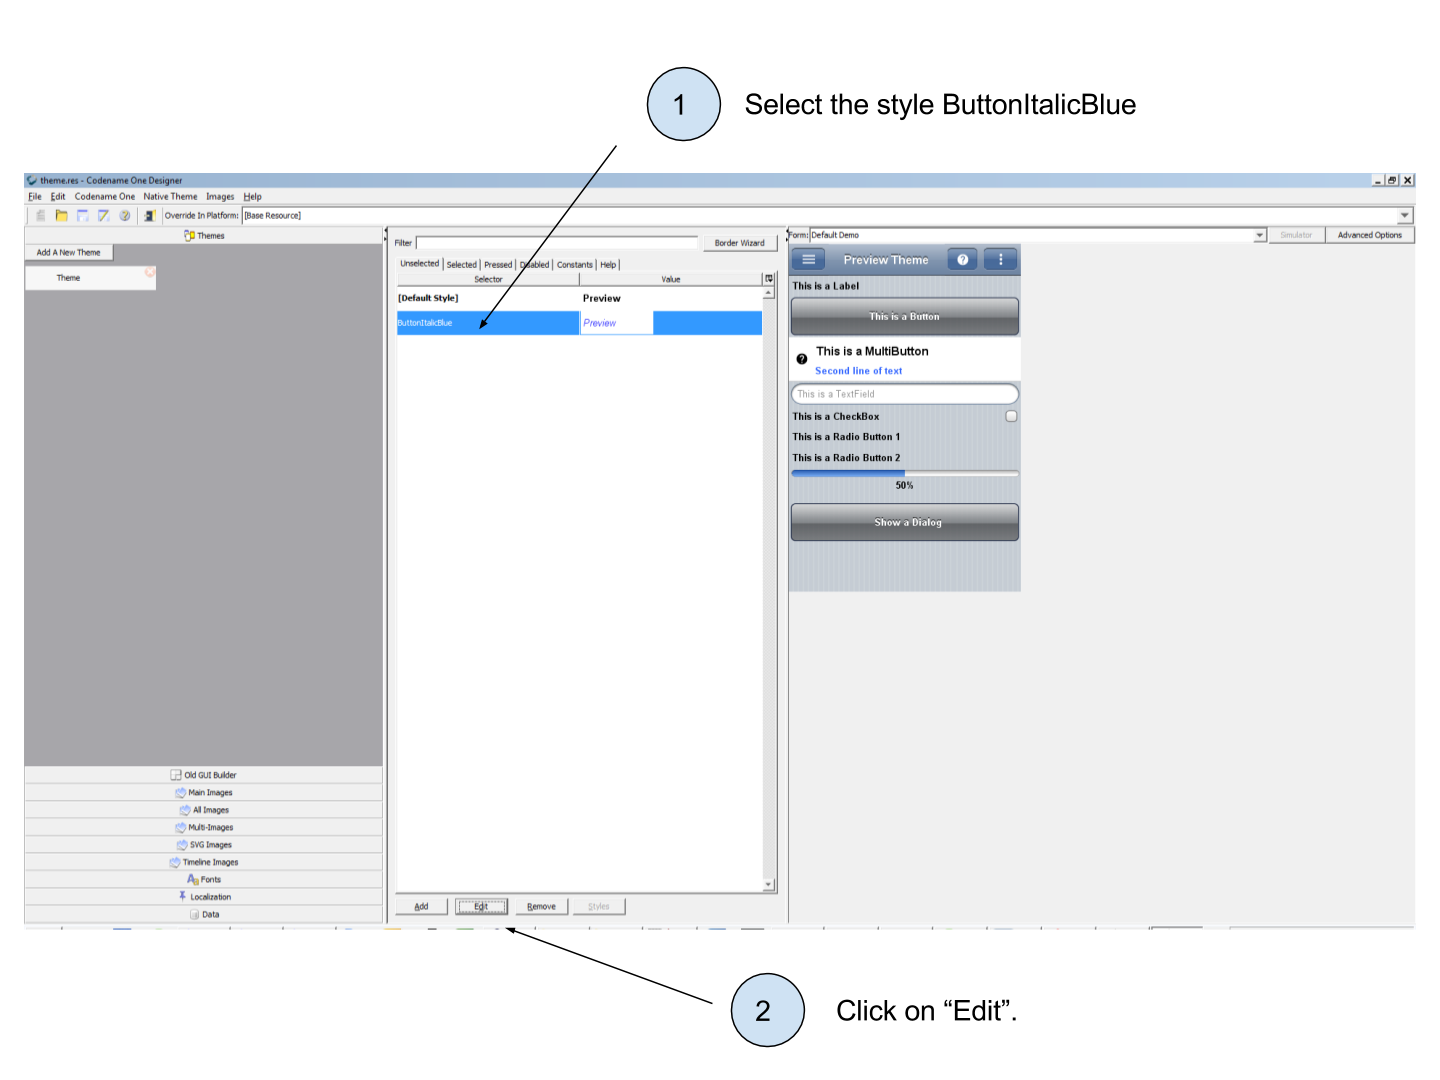 1
Select the style ButtonItalicBlue
theme.res - Codename One Designer
File Edit Codename One Native Theme Images Help
Override In Platform: [Base Resource]
Themes
Add A New Theme
Theme
Filter
Border Wizard
Unselected Selected Pressed Disabled Constants Help
Selector Value
[Default Style] Preview
ButtonItalicBlue Preview
Form: Default Demo Simulator Advanced Options
Preview Theme
This is a Label
This is a Button
This is a MultiButton
Second line of text
This is a TextField
This is a CheckBox
This is a Radio Button 1
This is a Radio Button 2
50%
Show a Dialog
Old GUI Builder
Main Images
All Images
Multi-Images
SVG Images
Timeline Images
Fonts
Localization
Data
Add Edit Remove Styles
2
Click on “Edit”.